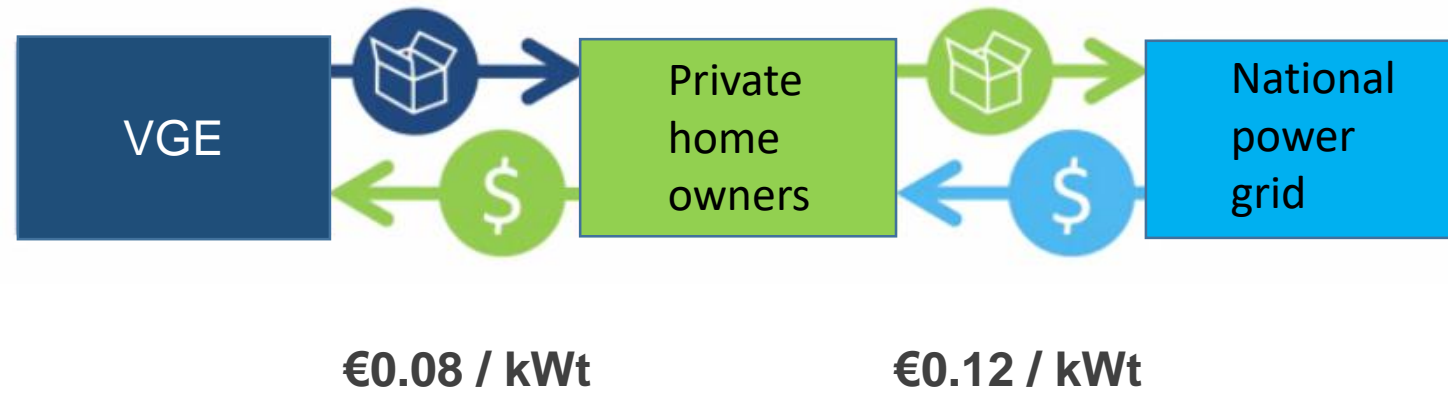 VGE
Private
home
owners
National
power
grid
$
$
€0.08 / kWt
€0.12 / kWt